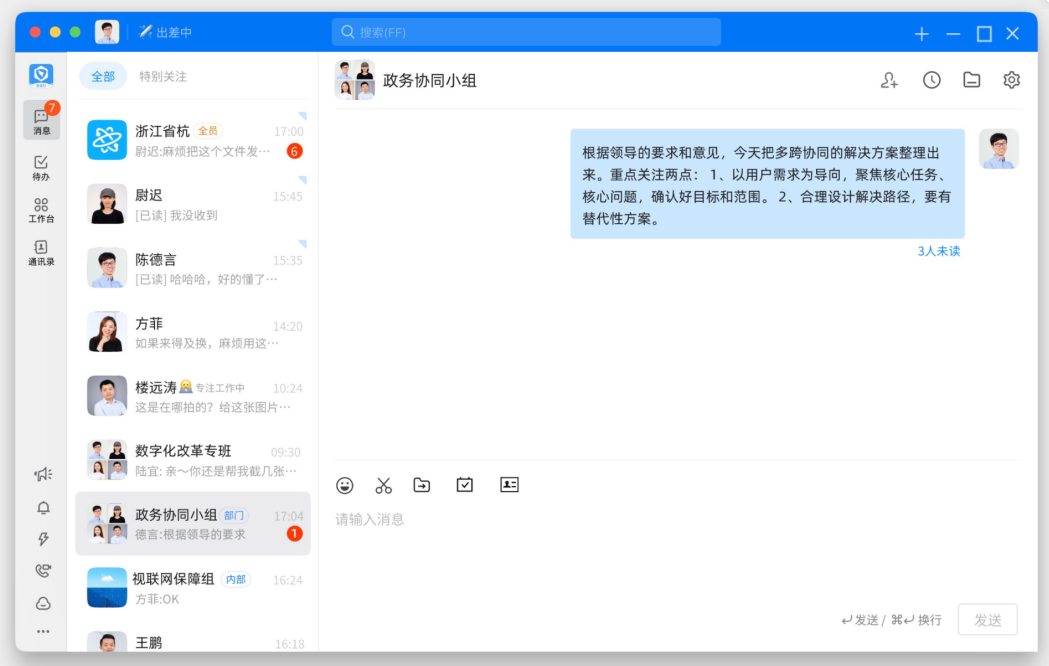 出差中
搜索(FF)
7
消息
待办
工作台
通讯录
全部 特别关注
浙江省杭 全员 17:00
尉迟:麻烦把这个文件发… 6
尉迟 15:45
[已读] 我没收到
陈德言 15:35
[已读] 哈哈哈，好的懂了…
方菲 14:20
如果来得及换，麻烦用这…
楼远涛 专注工作中 10:24
这是在哪拍的？给这张图片…
数字化改革专班 09:30
陆宜: 亲～你还是帮我截几张…
政务协同小组 部门 17:04
德言:根据领导的要求 1
视联网保障组 内部 16:24
方菲:OK
王鹏 16:18
政务协同小组
根据领导的要求和意见，今天把多跨协同的解决方案整理出
来。重点关注两点： 1、以用户需求为导向，聚焦核心任务、
核心问题，确认好目标和范围。 2、合理设计解决路径，要有
替代性方案。
3人未读
请输入消息
↵发送 / ⌘↵ 换行
发送